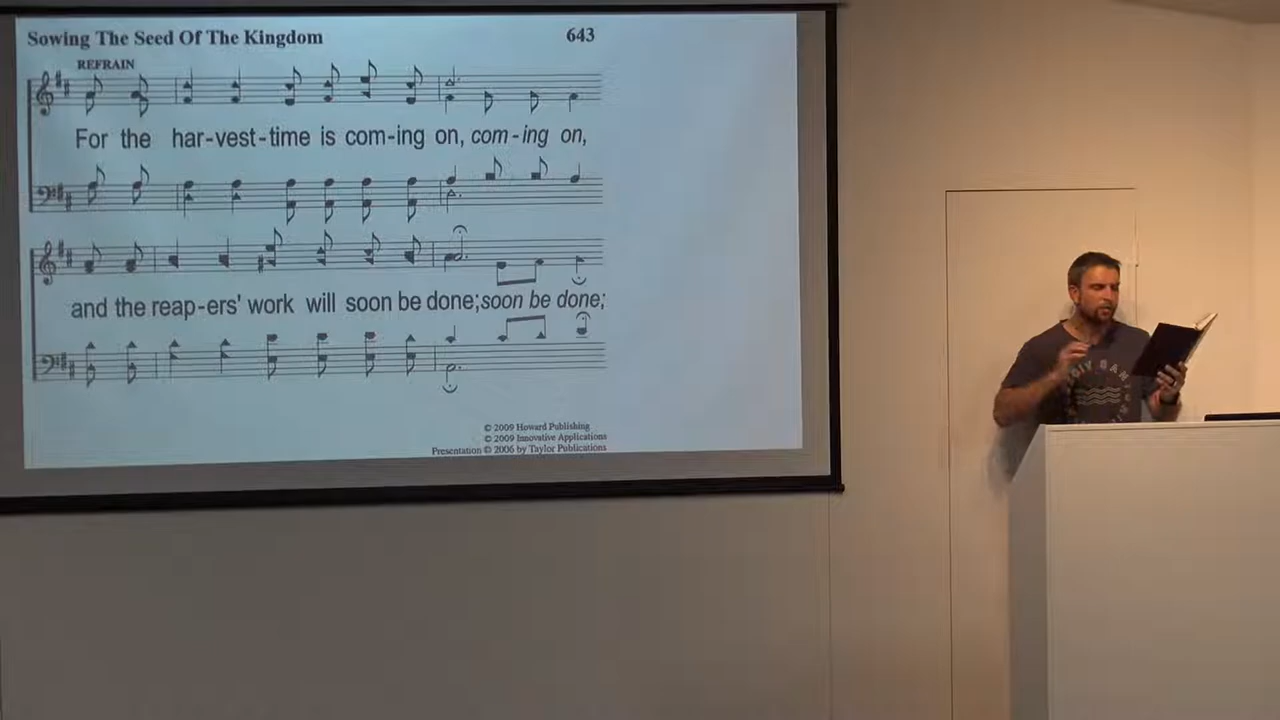 Sowing The Seed Of The Kingdom 643
REFRAIN
For the har-vest-time is com-ing on, com-ing on,
and the reap-ers' work will soon be done; soon be done;
© 2009 Howard Publishing
© 2009 Innovative Applications
Presentation © 2006 by Taylor Publications